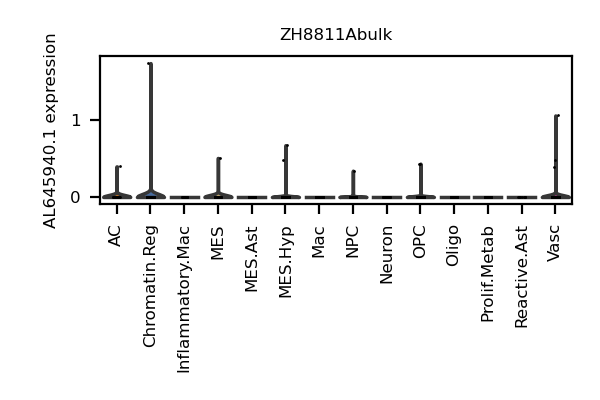 ZH8811Abulk
AL645940.1 expression
1
0
AC
Chromatin.Reg
Inflammatory.Mac
MES
MES.Ast
MES.Hyp
Mac
NPC
Neuron
OPC
Oligo
Prolif.Metab
Reactive.Ast
Vasc